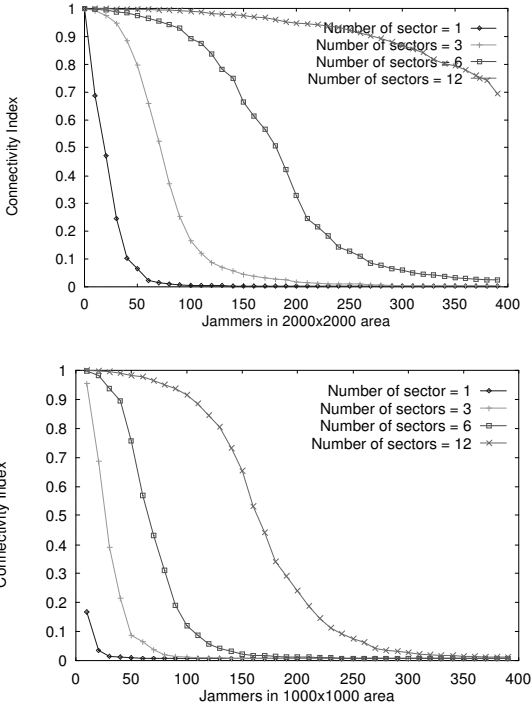 1
0.9
0.8
0.7
0.6
0.5
0.4
0.3
0.2
0.1
0
Connectivity Index
Number of sector = 1
Number of sectors = 3
Number of sectors = 6
Number of sectors = 12
0 50 100 150 200 250 300 350 400
Jammers in 2000x2000 area
1
0.9
0.8
0.7
0.6
0.5
0.4
0.3
0.2
0.1
0
Connectivity Index
Number of sector = 1
Number of sectors = 3
Number of sectors = 6
Number of sectors = 12
0 50 100 150 200 250 300 350 400
Jammers in 1000x1000 area